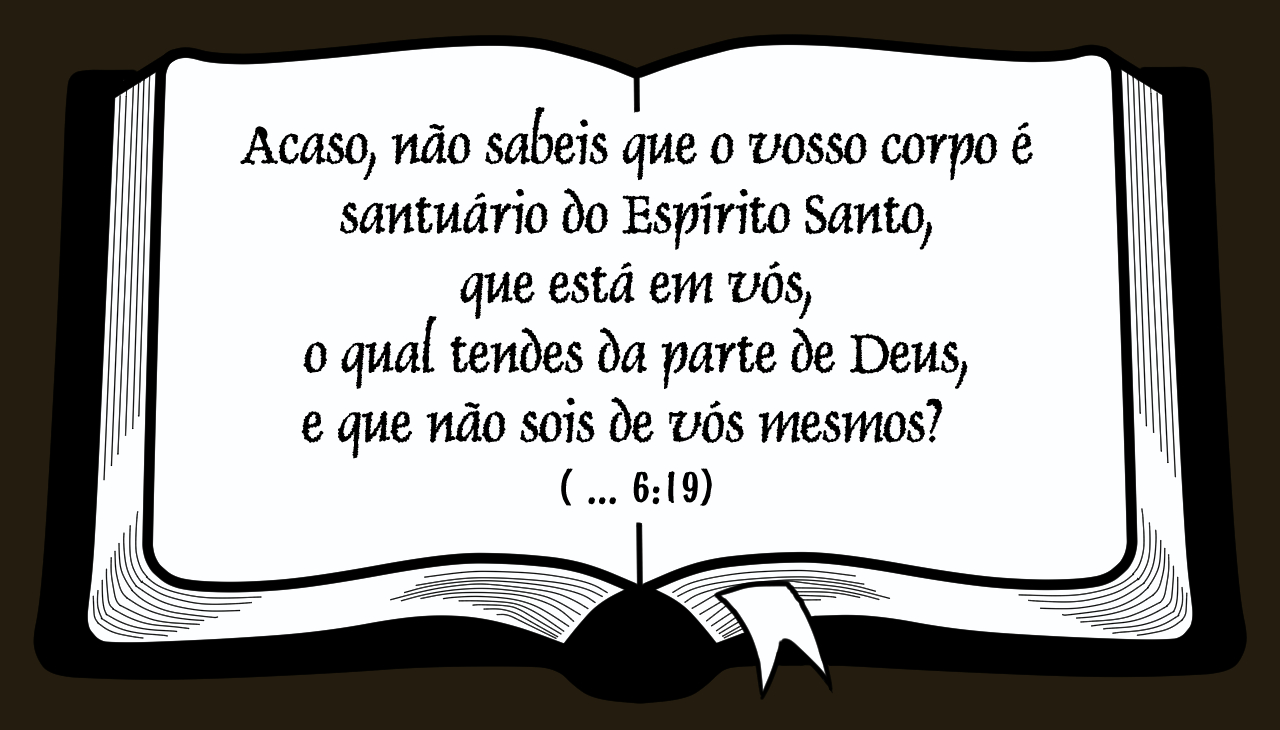 Acaso, não sabeis que o vosso corpo é
santuário do Espírito Santo,
que está em vós,
o qual tendes da parte de Deus,
e que não sois de vós mesmos?
( ... 6:19)